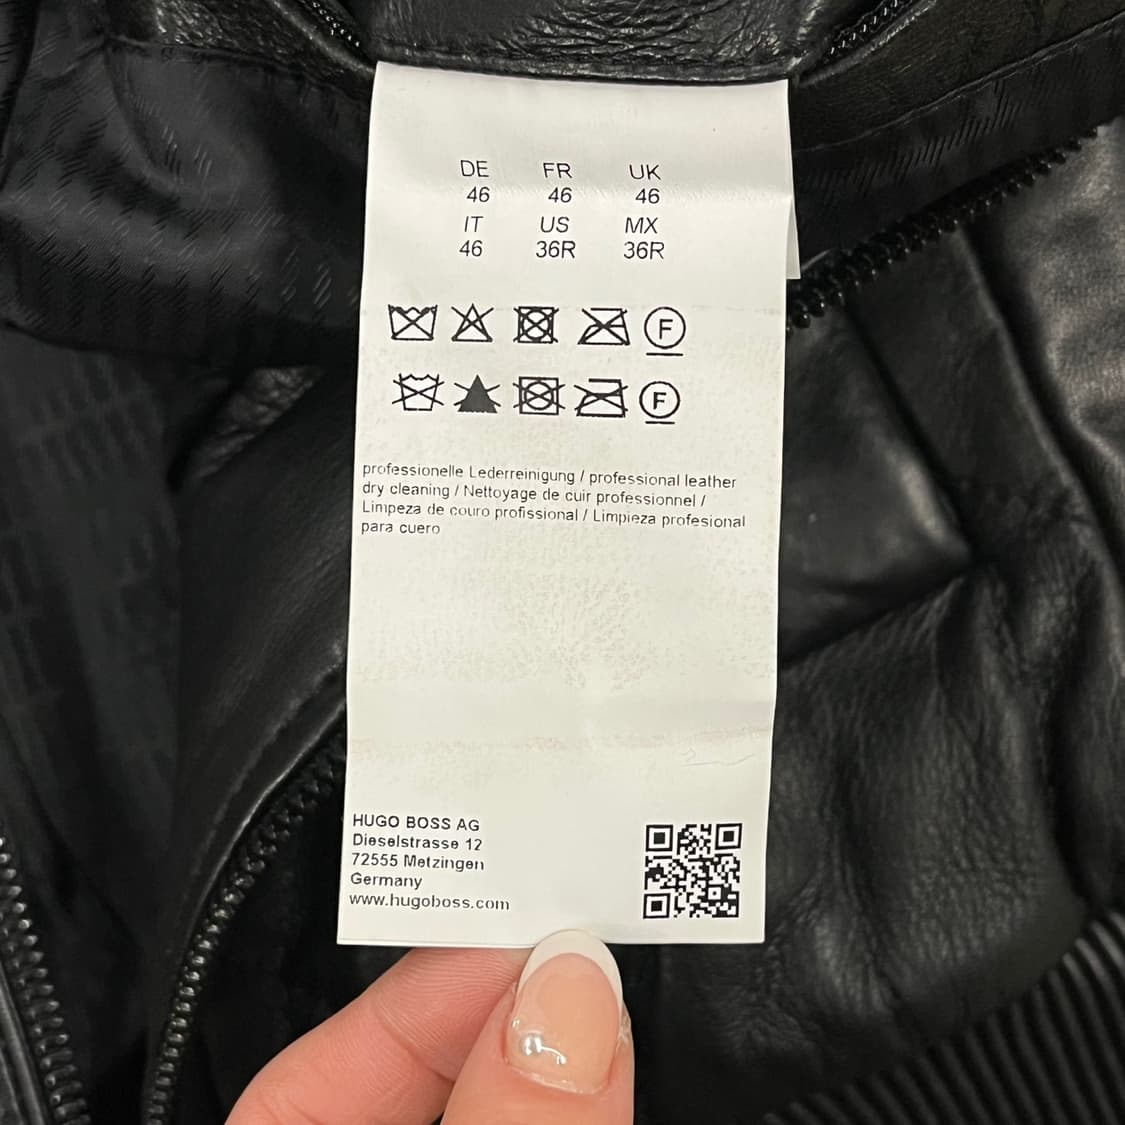 DE FR UK
46 46 46
IT US MX
46 36R 36R
F
F
professionelle Lederreinigung / professional leather
dry cleaning / Nettoyage de cuir professionnel /
Limpeza de couro profissional / Limpieza profesional
para cuero
HUGO BOSS AG
Dieselstrasse 12
72555 Metzingen
Germany
www.hugoboss.com